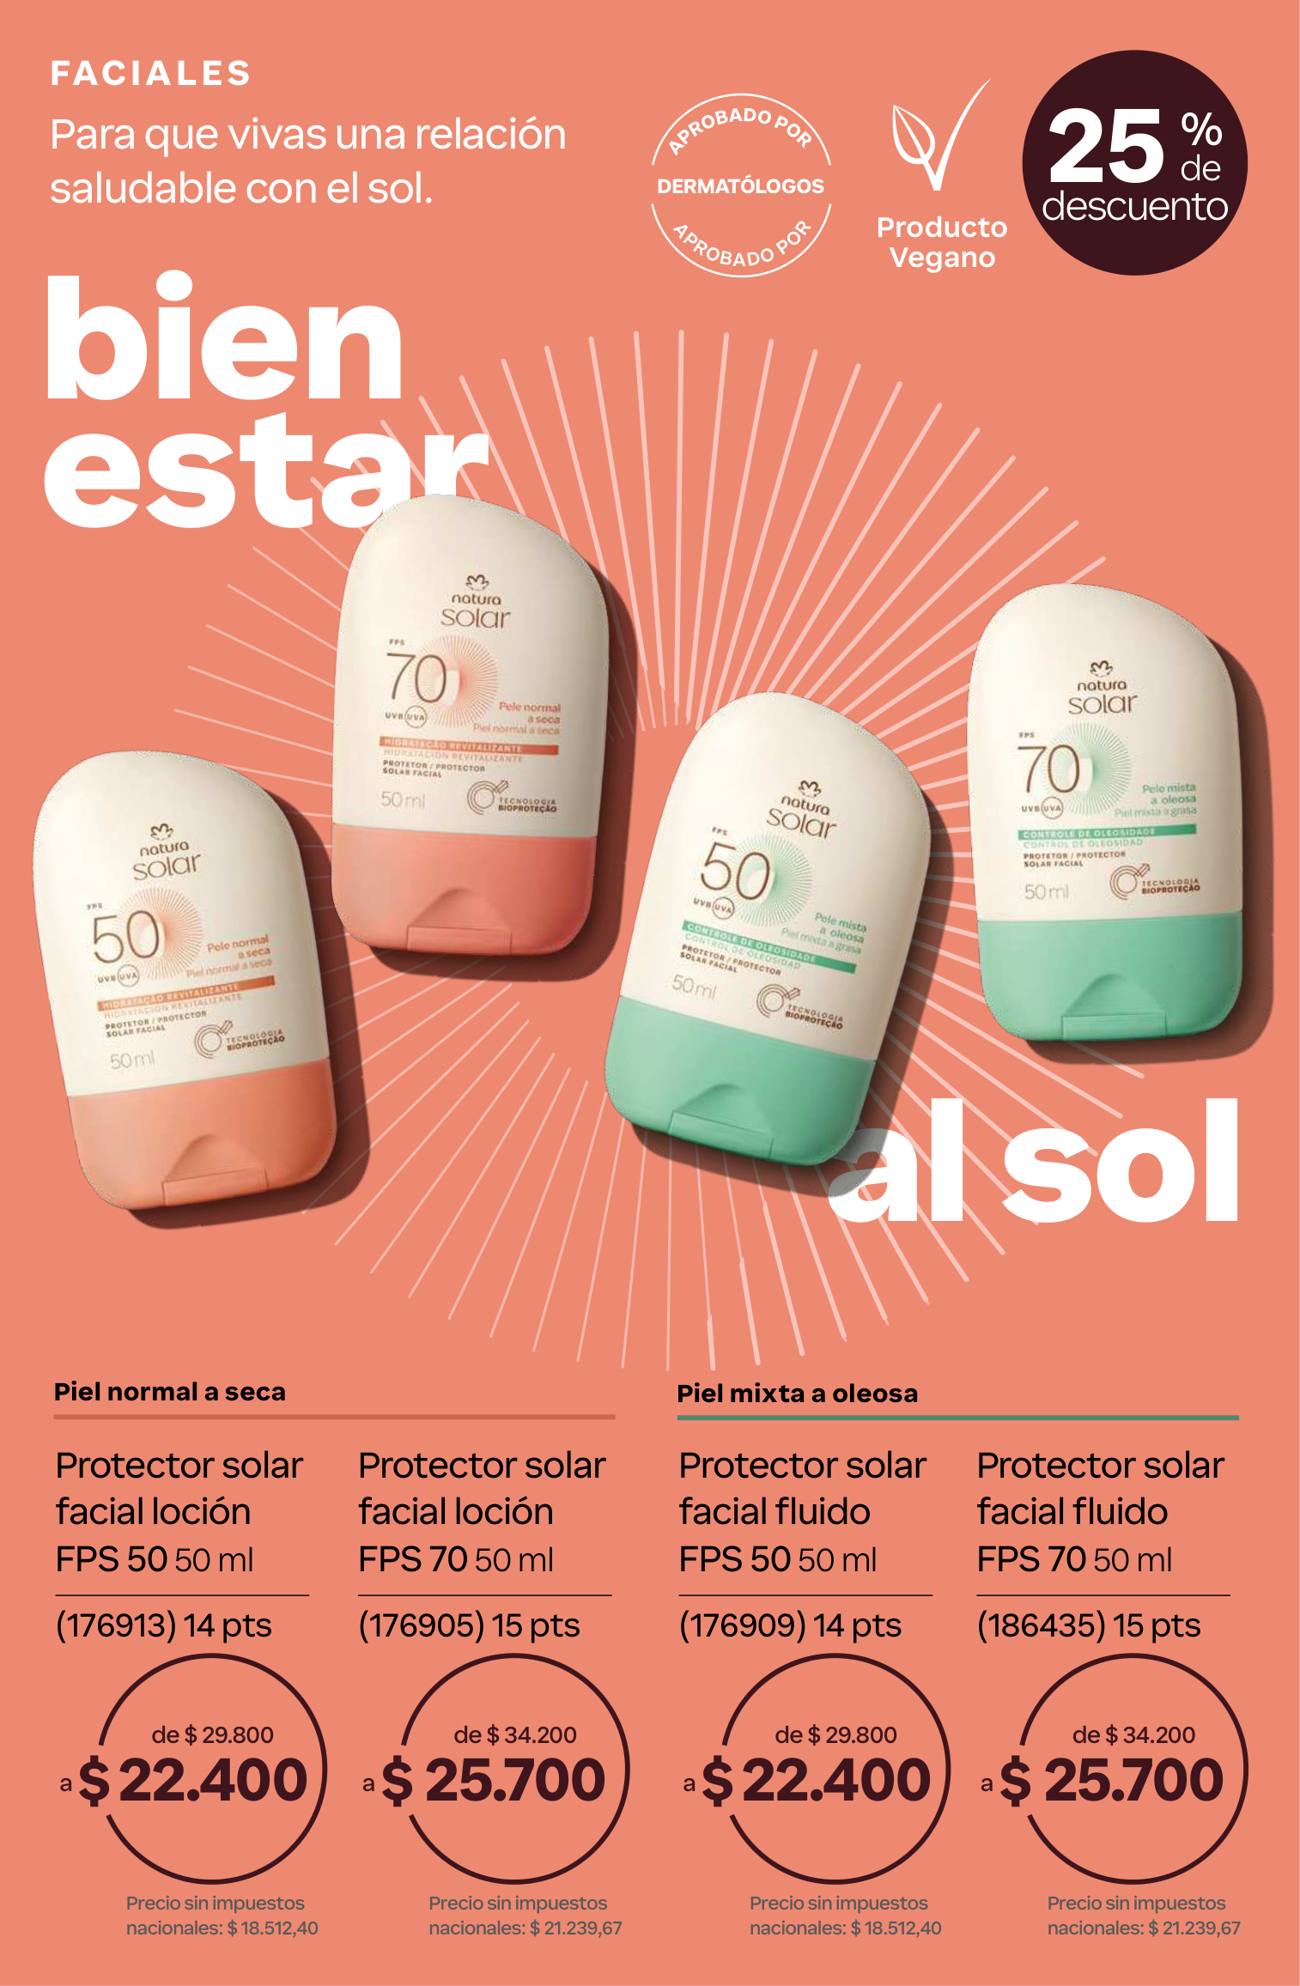 FACIALES
Para que vivas una relación
saludable con el sol.
APROBADO POR
DERMATÓLOGOS
APROBADO POR
Producto
Vegano
25 %
de
descuento
bien
estar
natura
solar
FPS
70
UVB UVA
Pele normal
a seca
Piel normal a seca
HIDRATAÇÃO REVITALIZANTE
HIDRATACIÓN REVITALIZANTE
PROTETOR / PROTECTOR
SOLAR FACIAL
50 ml
TECNOLOGIA
BIOPROTEÇÃO
natura
solar
FPS
70
UVB UVA
Pele mista
a oleosa
Piel mixta a grasa
CONTROLE DE OLEOSIDADE
CONTROL DE OLEOSIDAD
PROTETOR / PROTECTOR
SOLAR FACIAL
50 ml
TECNOLOGIA
BIOPROTEÇÃO
natura
solar
FPS
50
UVB UVA
Pele normal
a seca
Piel normal a seca
HIDRATAÇÃO REVITALIZANTE
HIDRATACIÓN REVITALIZANTE
PROTETOR / PROTECTOR
SOLAR FACIAL
50 ml
TECNOLOGIA
BIOPROTEÇÃO
natura
solar
FPS
50
UVB UVA
Pele mista
a oleosa
Piel mixta a grasa
CONTROLE DE OLEOSIDADE
CONTROL DE OLEOSIDAD
PROTETOR / PROTECTOR
SOLAR FACIAL
50 ml
TECNOLOGIA
BIOPROTEÇÃO
al sol
Piel normal a seca
Protector solar
facial loción
FPS 50 50 ml
(176913) 14 pts
de $ 29.800
a $ 22.400
Precio sin impuestos
nacionales: $ 18.512,40
Protector solar
facial loción
FPS 70 50 ml
(176905) 15 pts
de $ 34.200
a $ 25.700
Precio sin impuestos
nacionales: $ 21.239,67
Piel mixta a oleosa
Protector solar
facial fluido
FPS 50 50 ml
(176909) 14 pts
de $ 29.800
a $ 22.400
Precio sin impuestos
nacionales: $ 18.512,40
Protector solar
facial fluido
FPS 70 50 ml
(186435) 15 pts
de $ 34.200
a $ 25.700
Precio sin impuestos
nacionales: $ 21.239,67